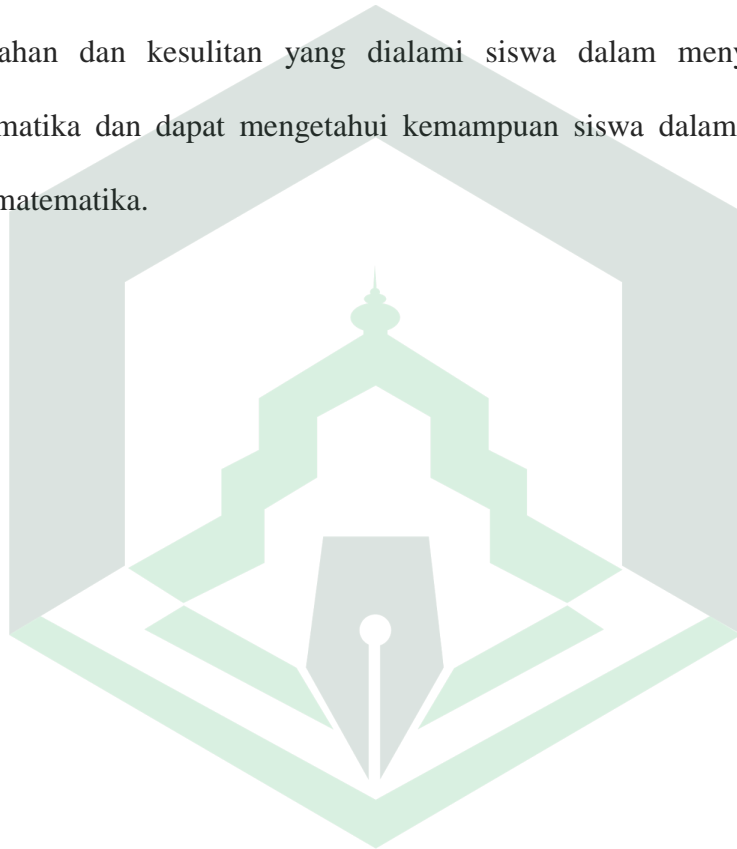 ahan dan kesulitan yang dialami siswa dalam meny
matika dan dapat mengetahui kemampuan siswa dalam
matematika.